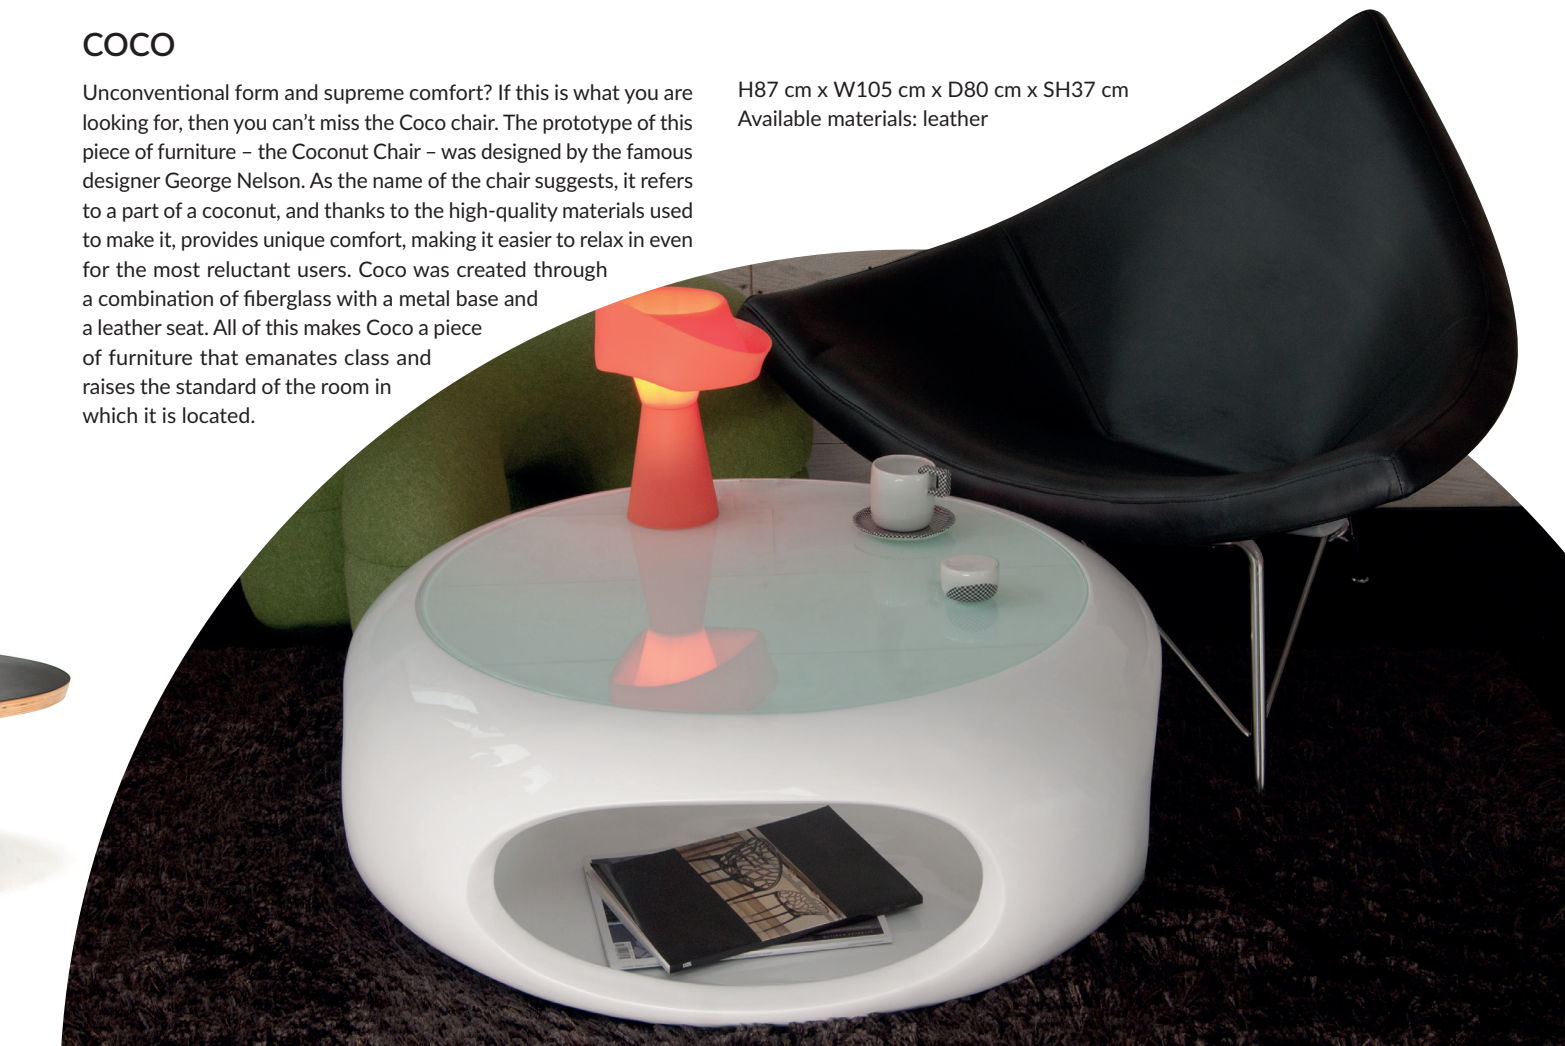 COCO
Unconventional form and supreme comfort? If this is what you are
looking for, then you can’t miss the Coco chair. The prototype of this
piece of furniture – the Coconut Chair – was designed by the famous
designer George Nelson. As the name of the chair suggests, it refers
to a part of a coconut, and thanks to the high-quality materials used
to make it, provides unique comfort, making it easier to relax in even
for the most reluctant users. Coco was created through
a combination of fiberglass with a metal base and
a leather seat. All of this makes Coco a piece
of furniture that emanates class and
raises the standard of the room in
which it is located.
H87 cm x W105 cm x D80 cm x SH37 cm
Available materials: leather